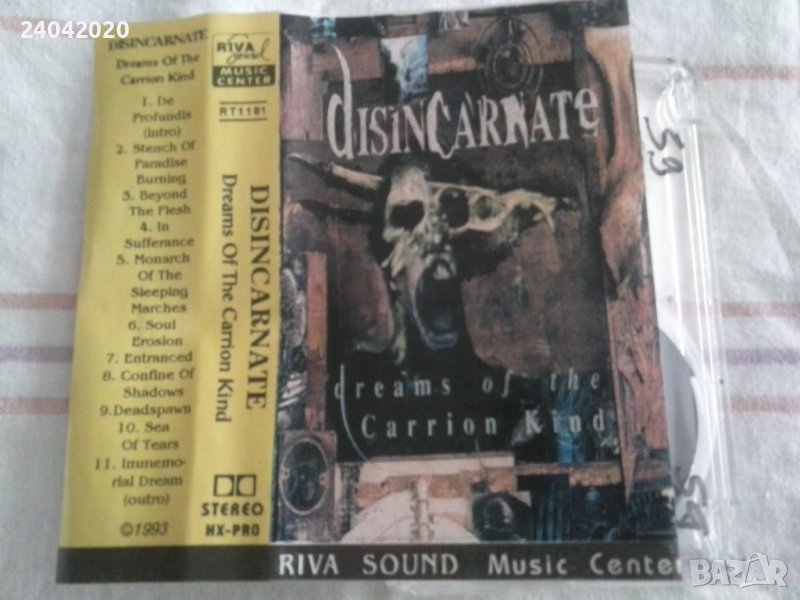 24042020
DISINCARNATE
Dreams Of The
Carrion Kind
1. De
Profundis
(intro)
2. Stench Of
Paradise
Burning
3. Beyond
The Flesh
4. In
Sufferance
5. Monarch
Of The
Sleeping
Marches
6. Soul
Erosion
7. Entranced
8. Confine Of
Shadows
9.Deadspawn
10. Sea
Of Tears
11. Immemo-
rial Dream
(outro)
©1993
RIVA
Sound
MUSIC
CENTER
RT1181
DISINCARNATE
Dreams Of The Carrion Kind
STEREO
HX-PRO
disincarnate
dreams of the
Carrion Kind
RIVA SOUND Music Center
59
59
BAZAR